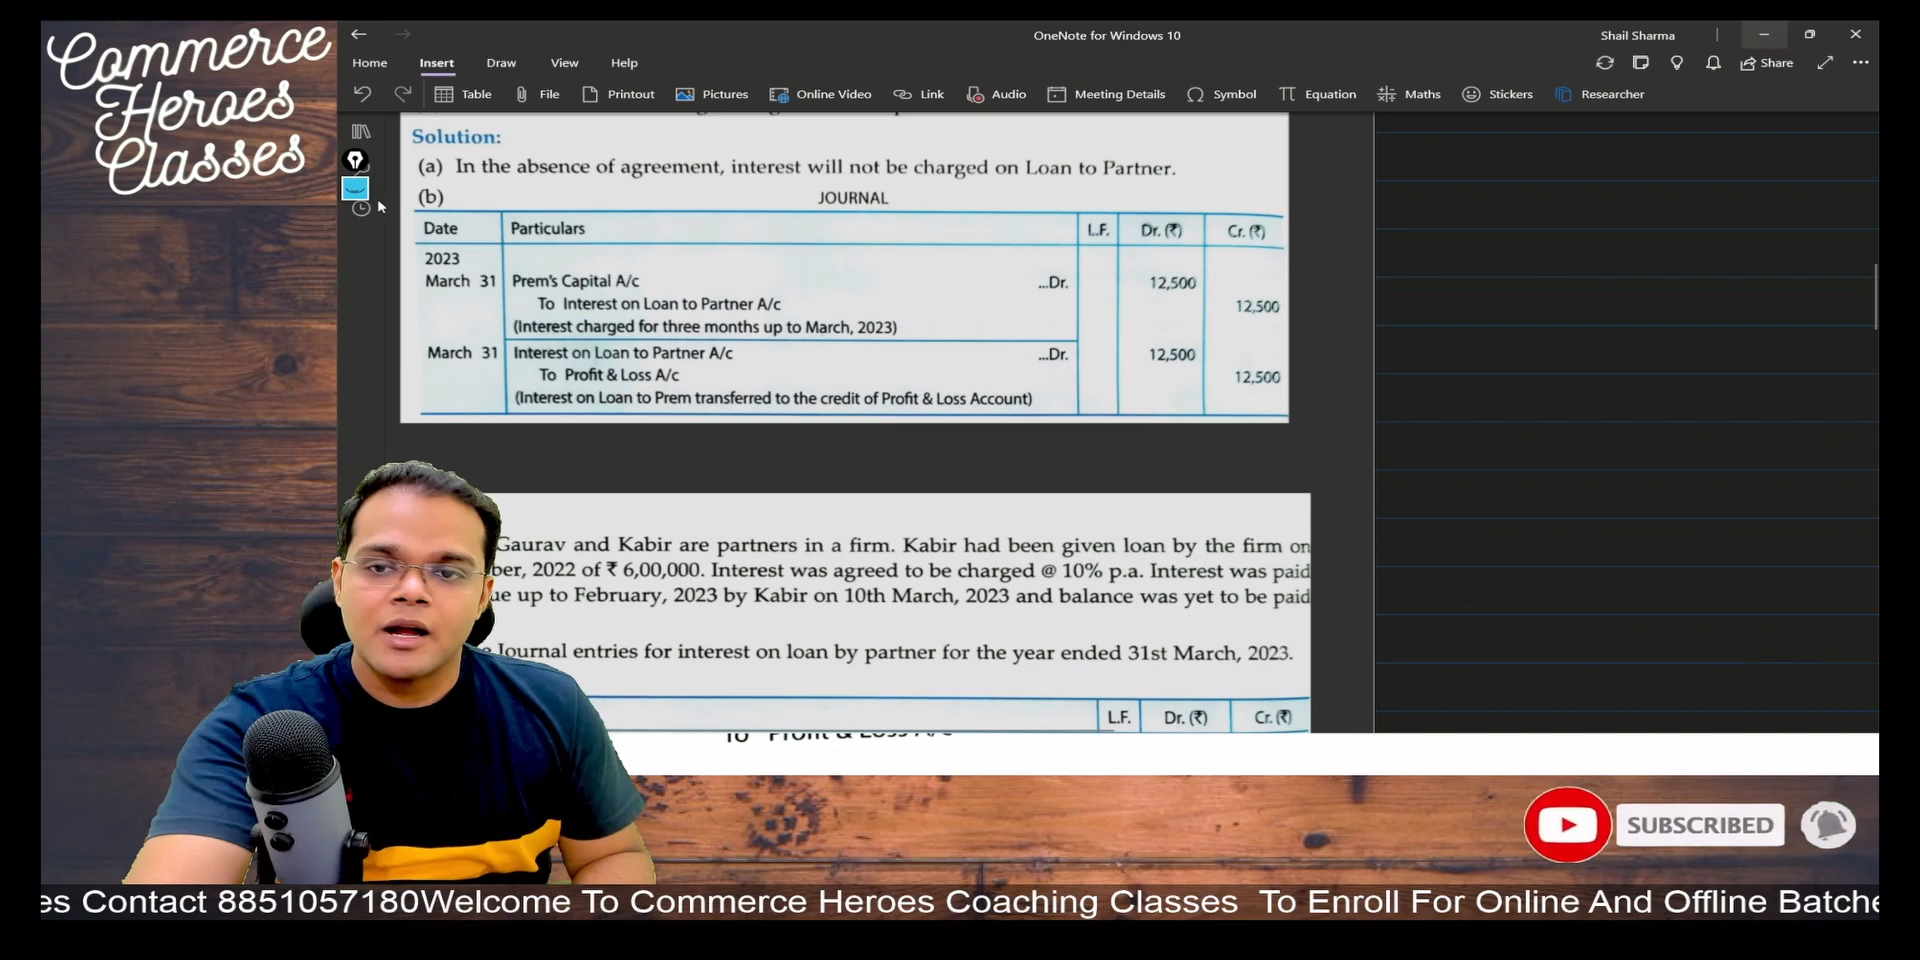 Commerce
Heroes
Classes
OneNote for Windows 10
Shail Sharma
Home Insert Draw View Help
Share
Table File Printout Pictures Online Video Link Audio Meeting Details Symbol Equation Maths Stickers Researcher
Solution:
(a) In the absence of agreement, interest will not be charged on Loan to Partner.
(b) JOURNAL
Date Particulars L.F. Dr. (₹) Cr. (₹)
2023
March 31 Prem's Capital A/c ...Dr. 12,500
To Interest on Loan to Partner A/c 12,500
(Interest charged for three months up to March, 2023)
March 31 Interest on Loan to Partner A/c ...Dr. 12,500
To Profit & Loss A/c 12,500
(Interest on Loan to Prem transferred to the credit of Profit & Loss Account)
Gaurav and Kabir are partners in a firm. Kabir had been given loan by the firm on
ber, 2022 of ₹ 6,00,000. Interest was agreed to be charged @ 10% p.a. Interest was paid
ue up to February, 2023 by Kabir on 10th March, 2023 and balance was yet to be paid
Journal entries for interest on loan by partner for the year ended 31st March, 2023.
L.F. Dr. (₹) Cr. (₹)
To Profit & Loss A/c
SUBSCRIBED
es Contact 8851057180Welcome To Commerce Heroes Coaching Classes To Enroll For Online And Offline Batche